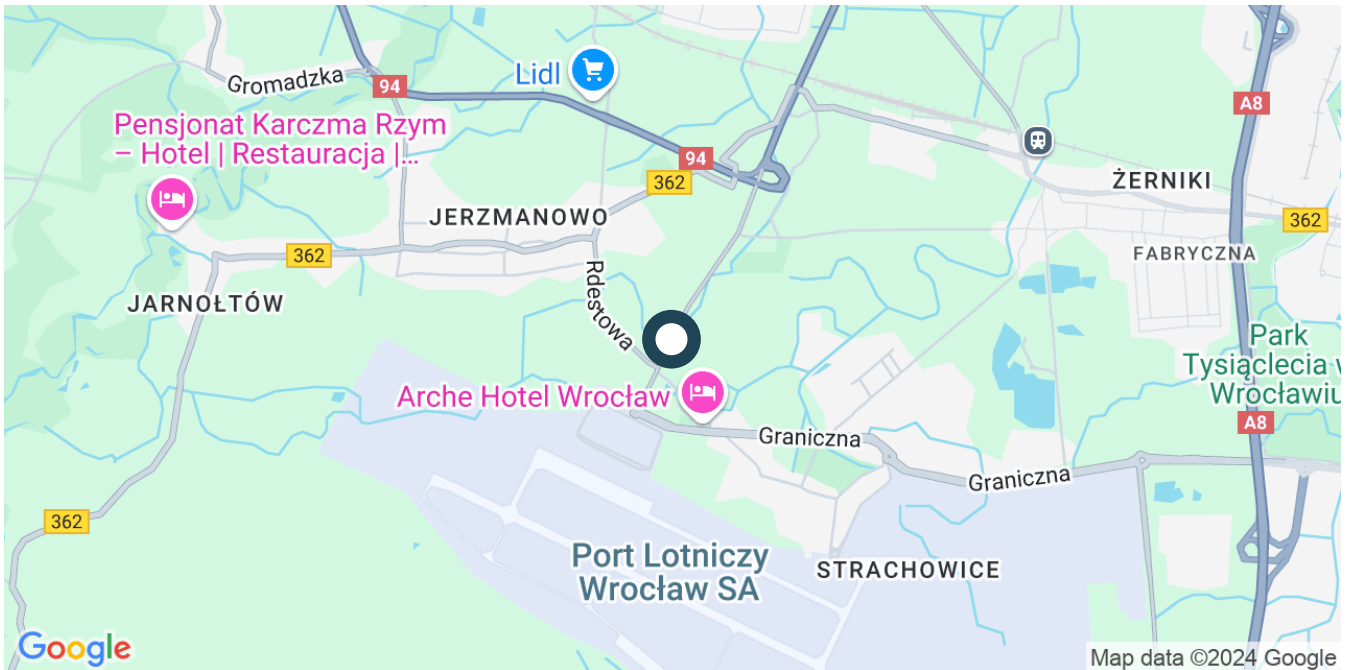 Gromadzka
94
Lidl
A8
Pensjonat Karczma Rzym
– Hotel | Restauracja |...
94
362
ŻERNIKI
JERZMANOWO
362
362
FABRYCZNA
JARNOŁTÓW
Rdestowa
Park
Tysiąclecia w
Wrocławiu
Arche Hotel Wrocław
A8
Graniczna
Graniczna
362
Port Lotniczy
Wrocław SA
STRACHOWICE
Google
Map data ©2024 Google